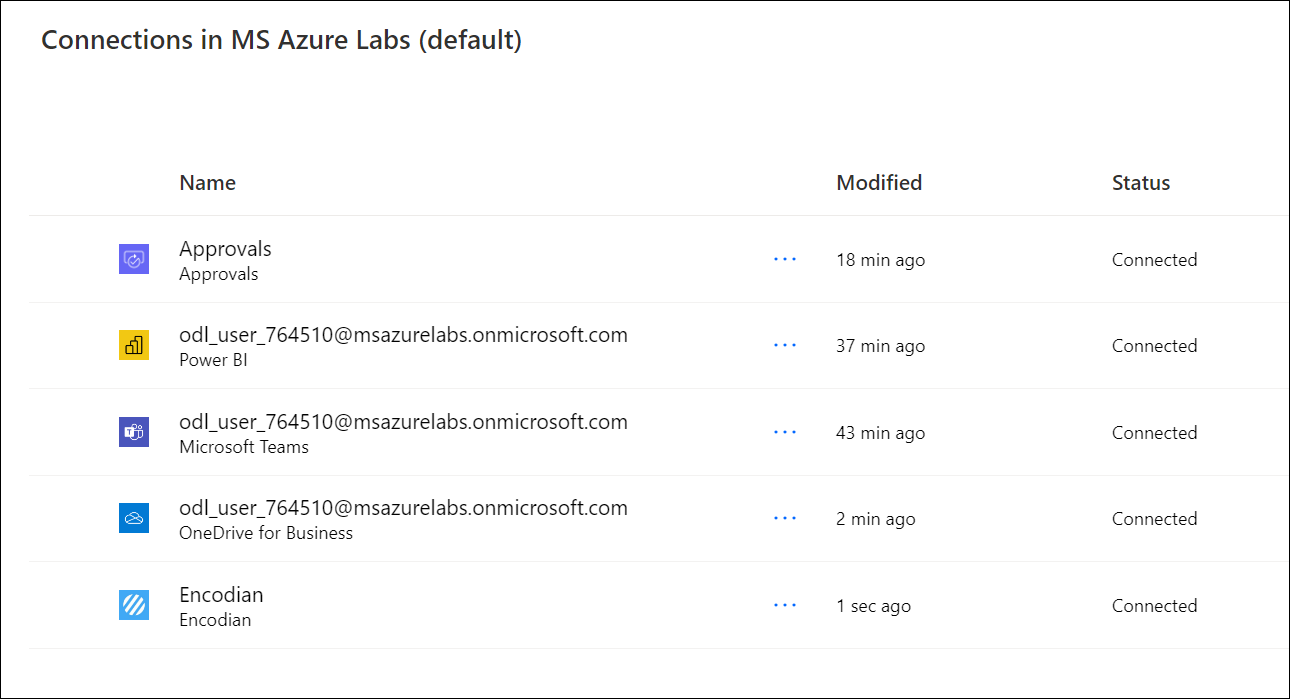 Connections in MS Azure Labs (default)
Name Modified Status
Approvals
Approvals
··· 18 min ago Connected
odl_user_764510@msazurelabs.onmicrosoft.com
Power BI
··· 37 min ago Connected
odl_user_764510@msazurelabs.onmicrosoft.com
Microsoft Teams
··· 43 min ago Connected
odl_user_764510@msazurelabs.onmicrosoft.com
OneDrive for Business
··· 2 min ago Connected
Encodian
Encodian
··· 1 sec ago Connected